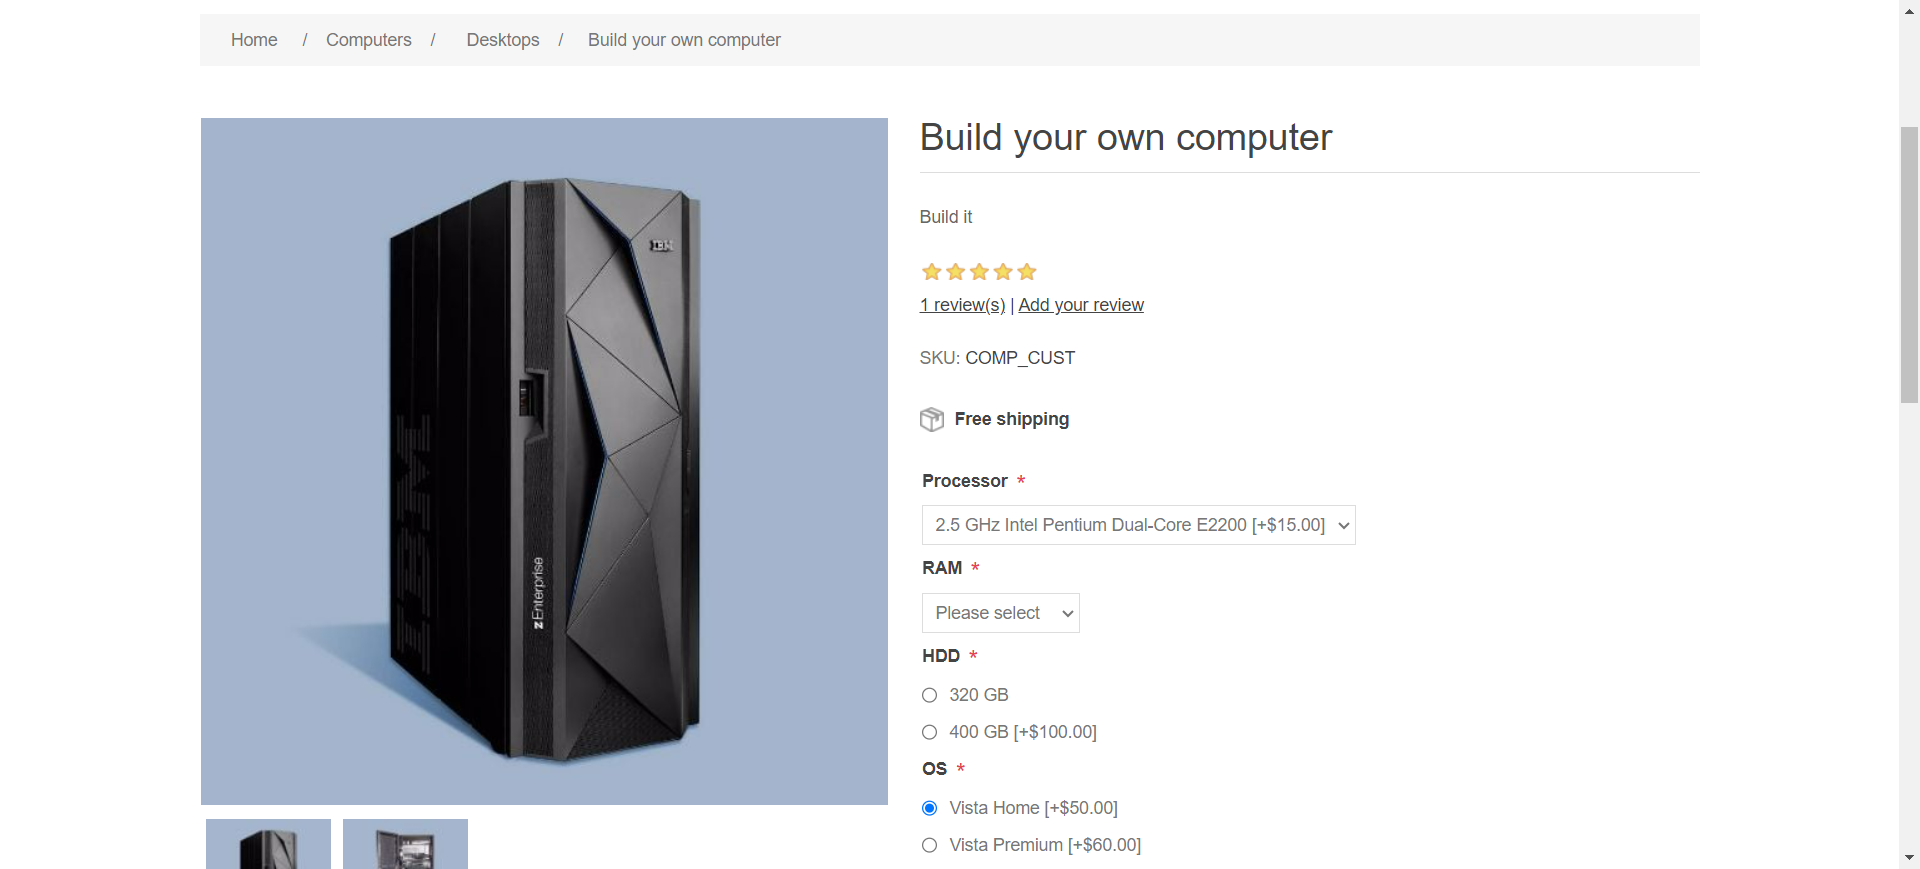 Home / Computers / Desktops / Build your own computer
IBM
IBM
zEnterprise
Build your own computer
Build it
1 review(s) | Add your review
SKU: COMP_CUST
Free shipping
Processor *
2.5 GHz Intel Pentium Dual-Core E2200 [+$15.00]
RAM *
Please select
HDD *
320 GB
400 GB [+$100.00]
OS *
Vista Home [+$50.00]
Vista Premium [+$60.00]